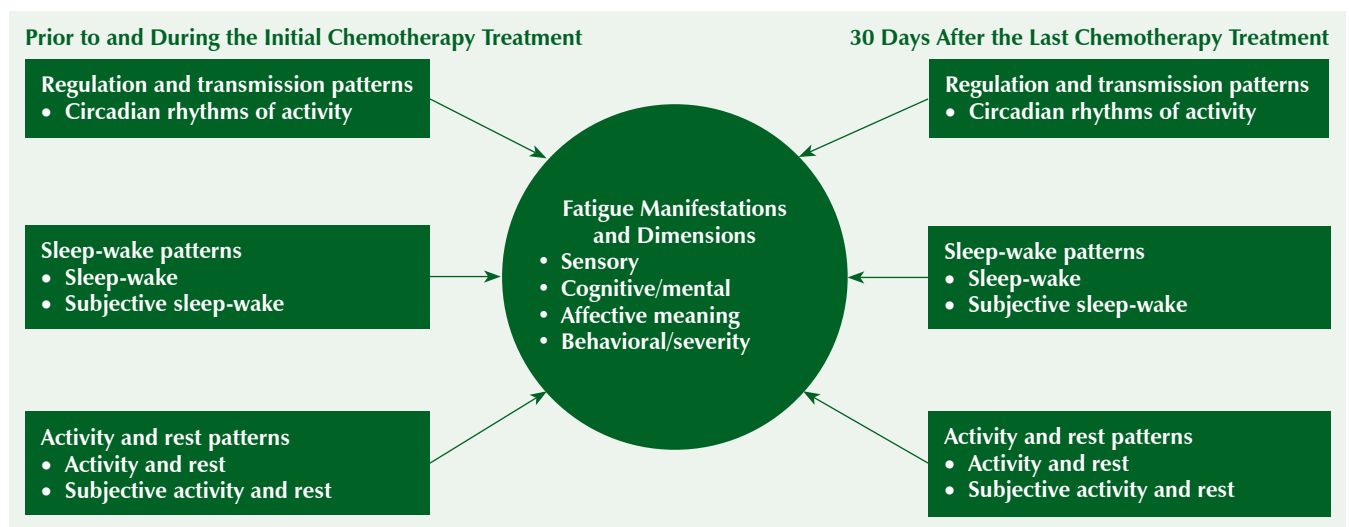 Prior to and During the Initial Chemotherapy Treatment
30 Days After the Last Chemotherapy Treatment
Regulation and transmission patterns
• Circadian rhythms of activity
Sleep-wake patterns
• Sleep-wake
• Subjective sleep-wake
Activity and rest patterns
• Activity and rest
• Subjective activity and rest
Fatigue Manifestations
and Dimensions
• Sensory
• Cognitive/mental
• Affective meaning
• Behavioral/severity
Regulation and transmission patterns
• Circadian rhythms of activity
Sleep-wake patterns
• Sleep-wake
• Subjective sleep-wake
Activity and rest patterns
• Activity and rest
• Subjective activity and rest